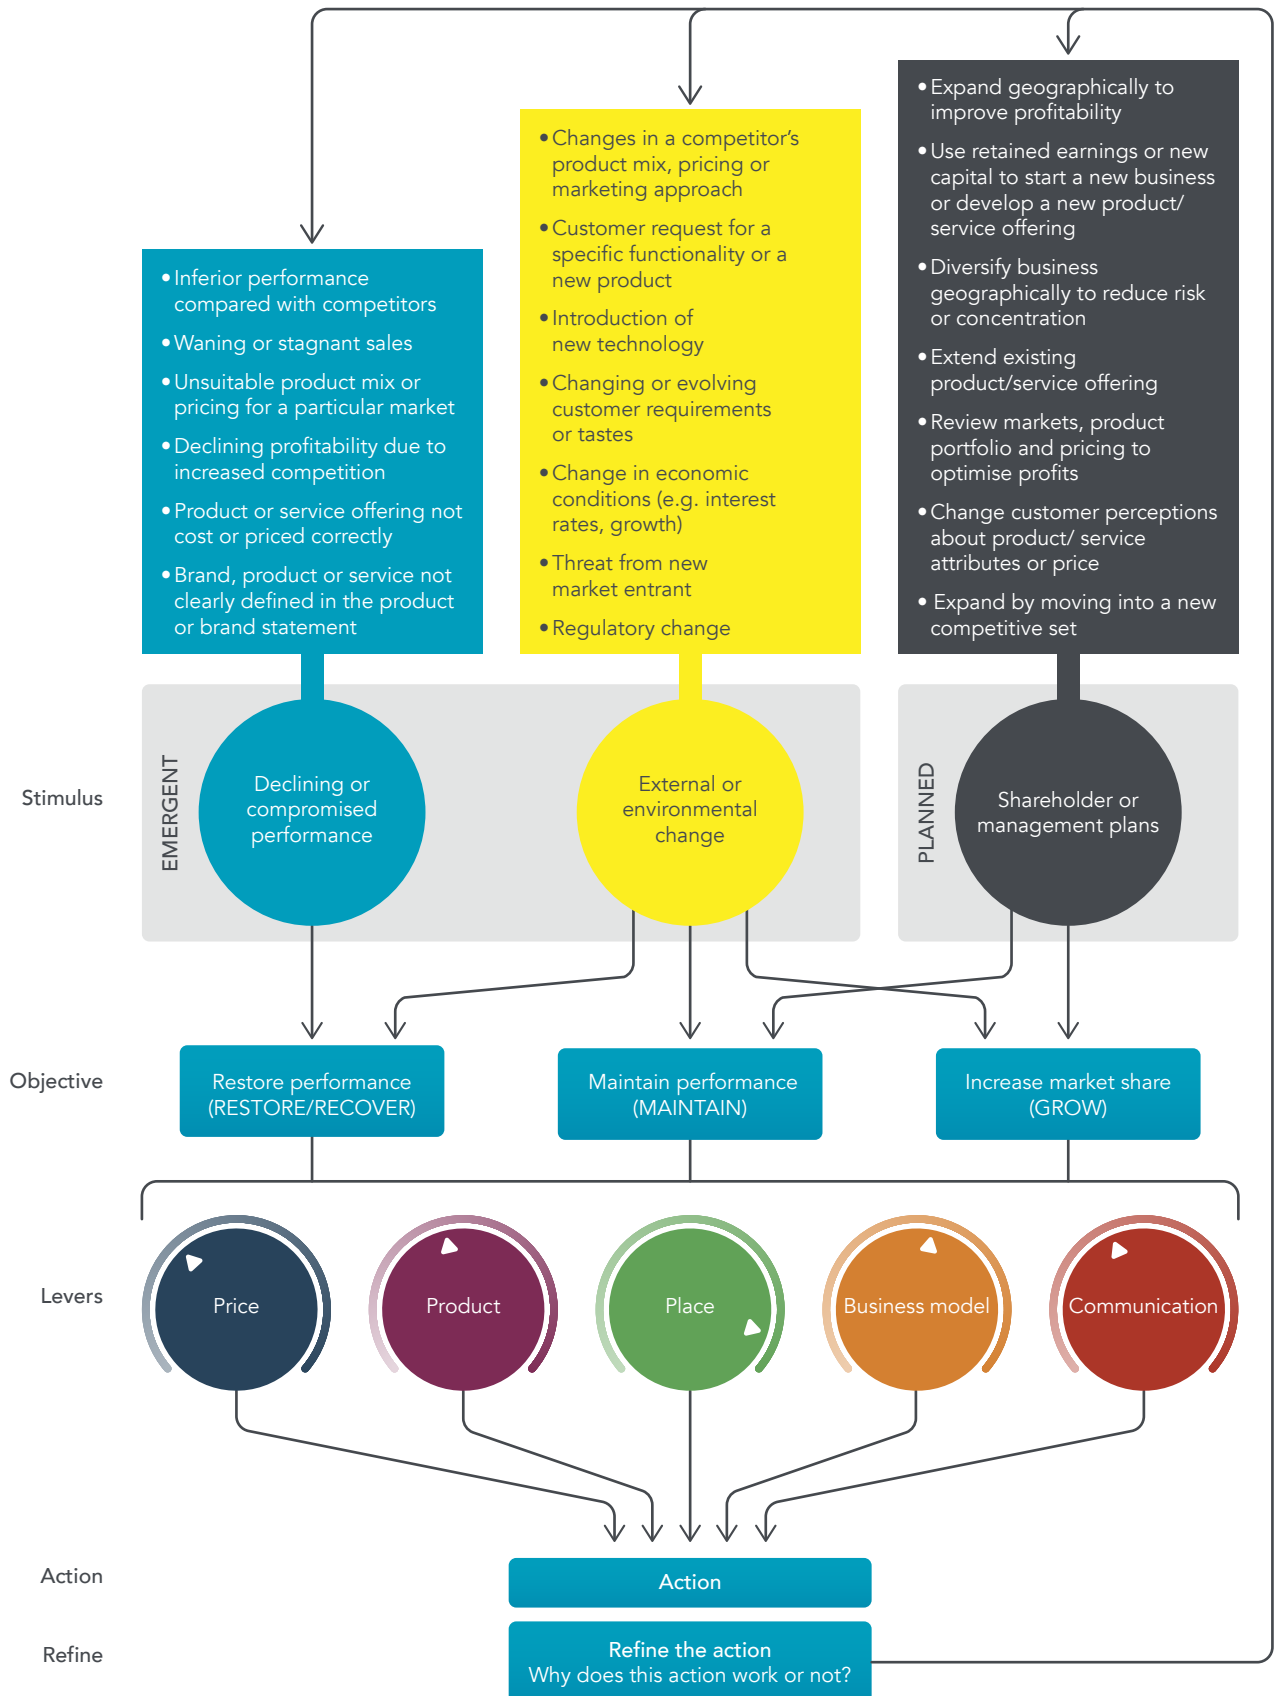 • Expand geographically to
improve profitability
• Use retained earnings or new
capital to start a new business
or develop a new product/
service offering
• Diversify business
geographically to reduce risk
or concentration
• Extend existing
product/service offering
• Review markets, product
portfolio and pricing to
optimise profits
• Change customer perceptions
about product/ service
attributes or price
• Expand by moving into a new
competitive set
• Changes in a competitor’s
product mix, pricing or
marketing approach
• Customer request for a
specific functionality or a
new product
• Introduction of
new technology
• Changing or evolving
customer requirements
or tastes
• Change in economic
conditions (e.g. interest
rates, growth)
• Threat from new
market entrant
• Regulatory change
• Inferior performance
compared with competitors
• Waning or stagnant sales
• Unsuitable product mix or
pricing for a particular market
• Declining profitability due to
increased competition
• Product or service offering not
cost or priced correctly
• Brand, product or service not
clearly defined in the product
or brand statement
Stimulus
EMERGENT
Declining or
compromised
performance
External or
environmental
change
PLANNED
Shareholder or
management plans
Objective
Restore performance
(RESTORE/RECOVER)
Maintain performance
(MAINTAIN)
Increase market share
(GROW)
Levers
Price
Product
Place
Business model
Communication
Action
Action
Refine
Refine the action
Why does this action work or not?